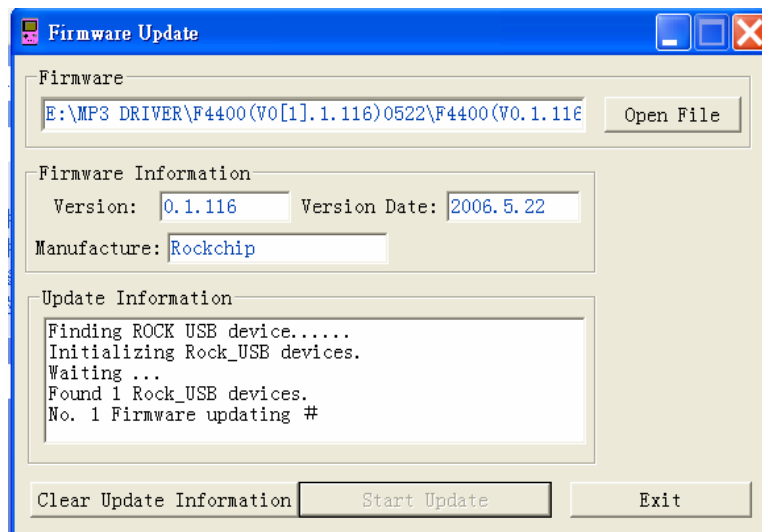 Firmware Update
Firmware
E:\MP3 DRIVER\F4400(V0[1].1.116)0522\F4400(V0.1.116
Open File
Firmware Information
Version: 0.1.116 Version Date: 2006.5.22
Manufacture: Rockchip
Update Information
Finding ROCK USB device......
Initializing Rock_USB devices.
Waiting ...
Found 1 Rock_USB devices.
No. 1 Firmware updating #
Clear Update Information Start Update Exit